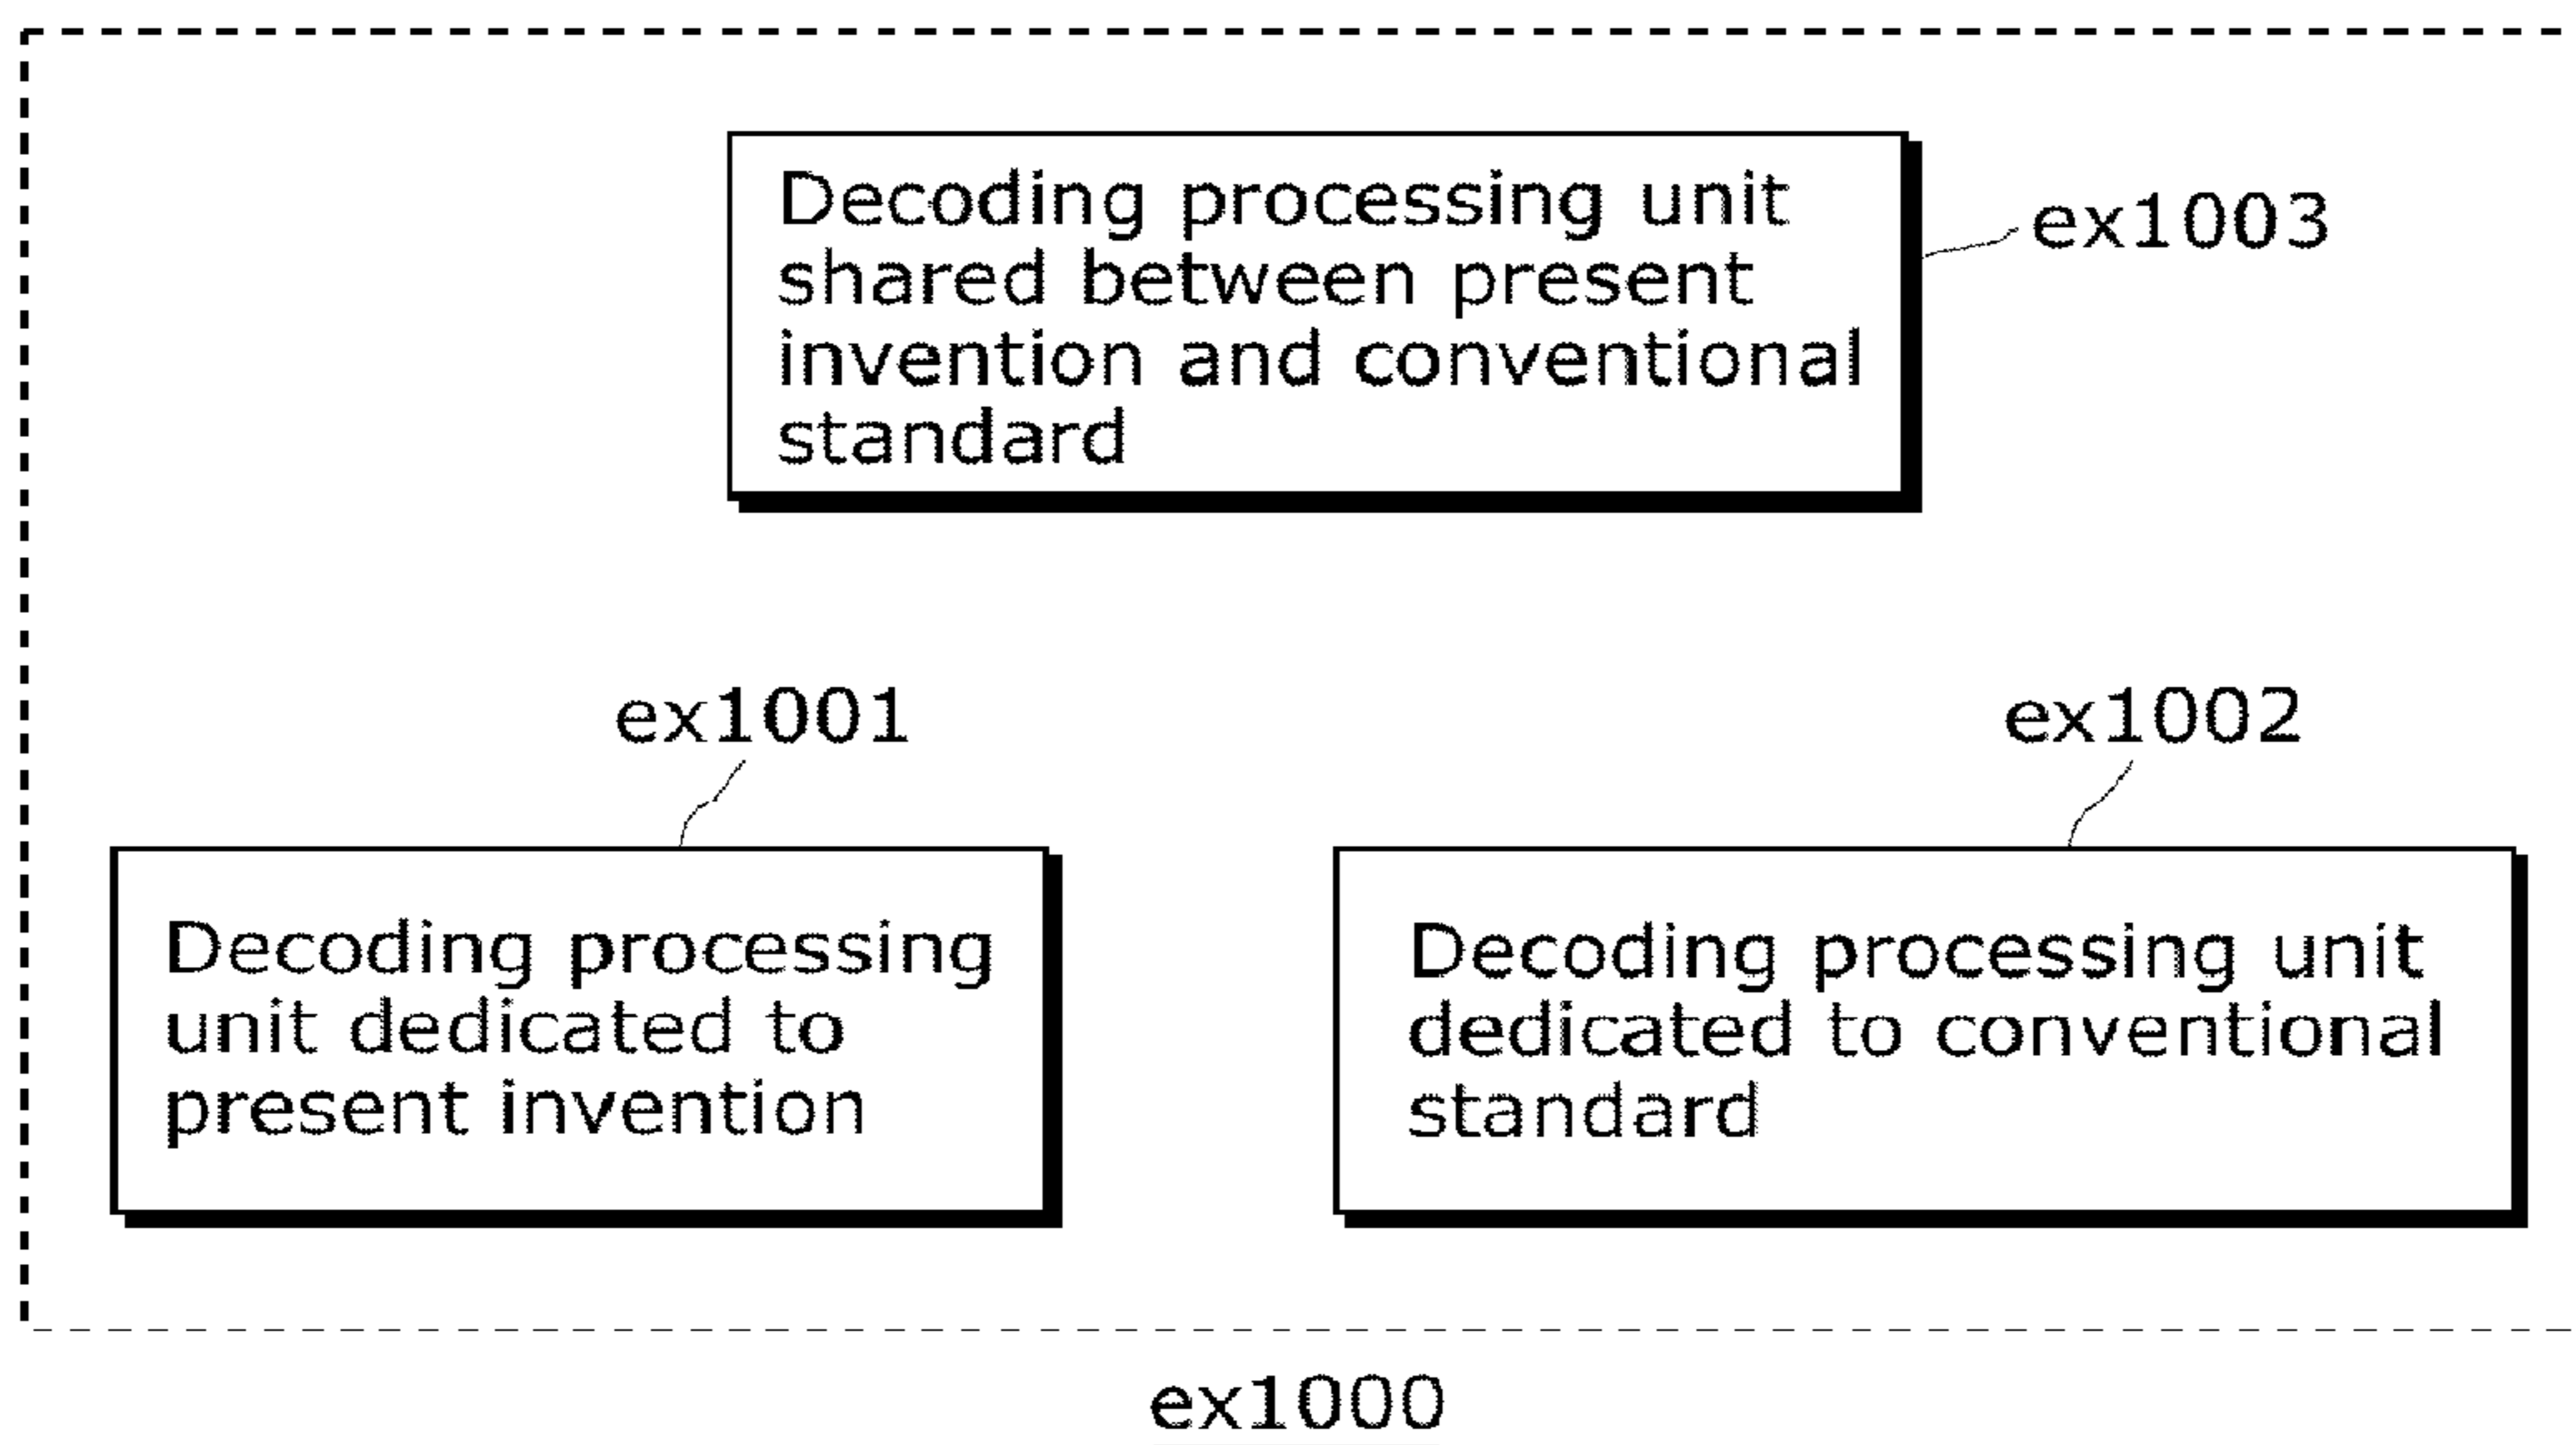 Decoding processing unit
shared between present
invention and conventional
standard
ex1003
ex1001
ex1002
Decoding processing
unit dedicated to
present invention
Decoding processing unit
dedicated to conventional
standard
ex1000